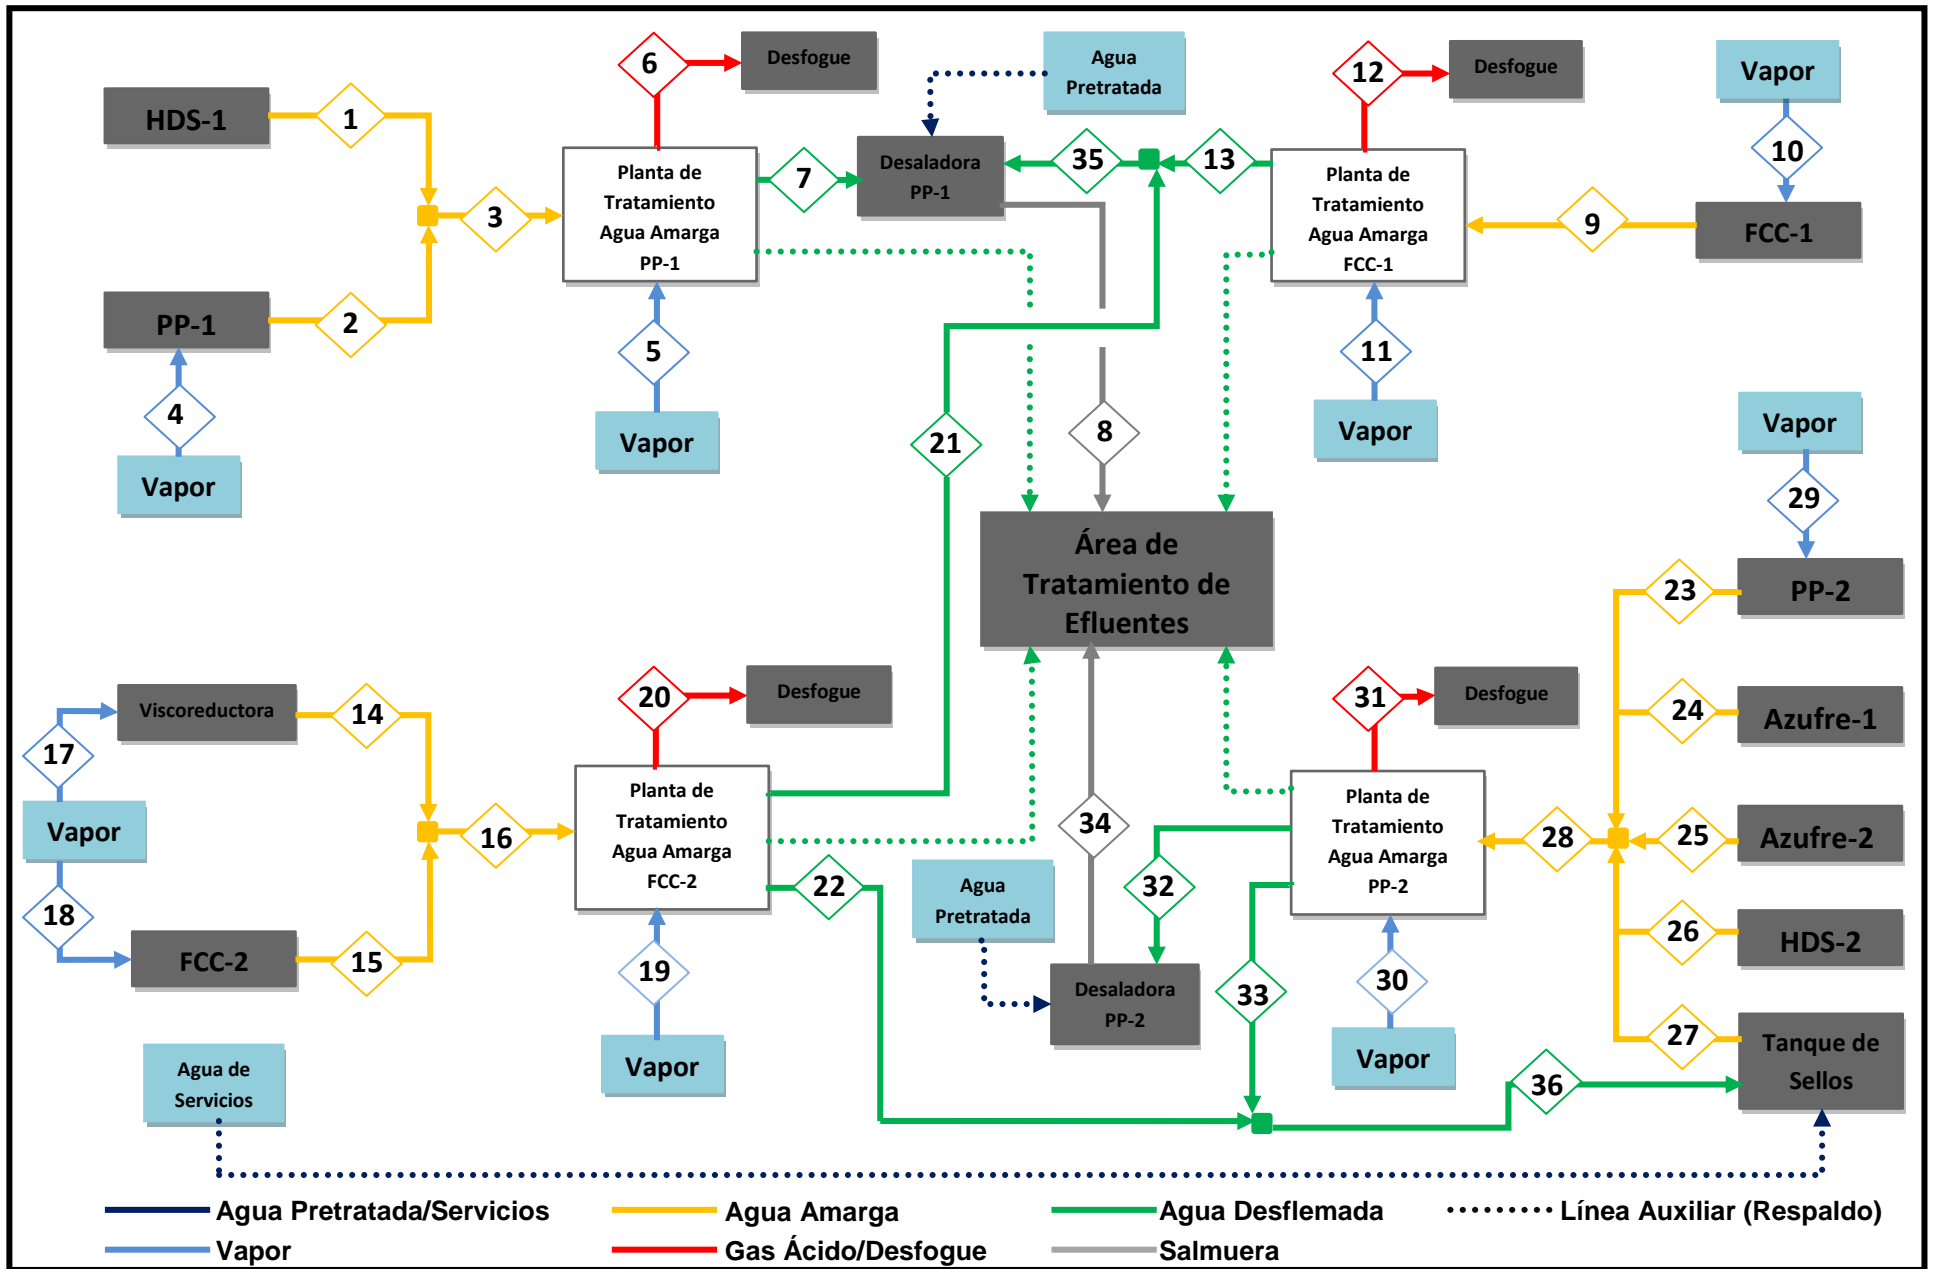 6
Desfogue
Agua
Pretratada
12
Desfogue
Vapor
HDS-1
1
Planta de
Tratamiento
Agua Amarga
PP-1
7
Desaladora
PP-1
35
13
Planta de
Tratamiento
Agua Amarga
FCC-1
10
3
9
FCC-1
PP-1
2
5
11
4
Vapor
Vapor
21
8
Vapor
Vapor
29
Área de
Tratamiento de
Efluentes
23
PP-2
Viscoreductora
14
20
Desfogue
31
Desfogue
24
Azufre-1
17
Vapor
16
Planta de
Tratamiento
Agua Amarga
FCC-2
34
Planta de
Tratamiento
Agua Amarga
PP-2
28
25
Azufre-2
22
Agua
Pretratada
32
18
FCC-2
15
19
Desaladora
PP-2
33
30
26
HDS-2
Agua de
Servicios
Vapor
Vapor
27
Tanque de
Sellos
36
Agua Pretratada/Servicios
Agua Amarga
Agua Desflemada
Línea Auxiliar (Respaldo)
Vapor
Gas Ácido/Desfogue
Salmuera